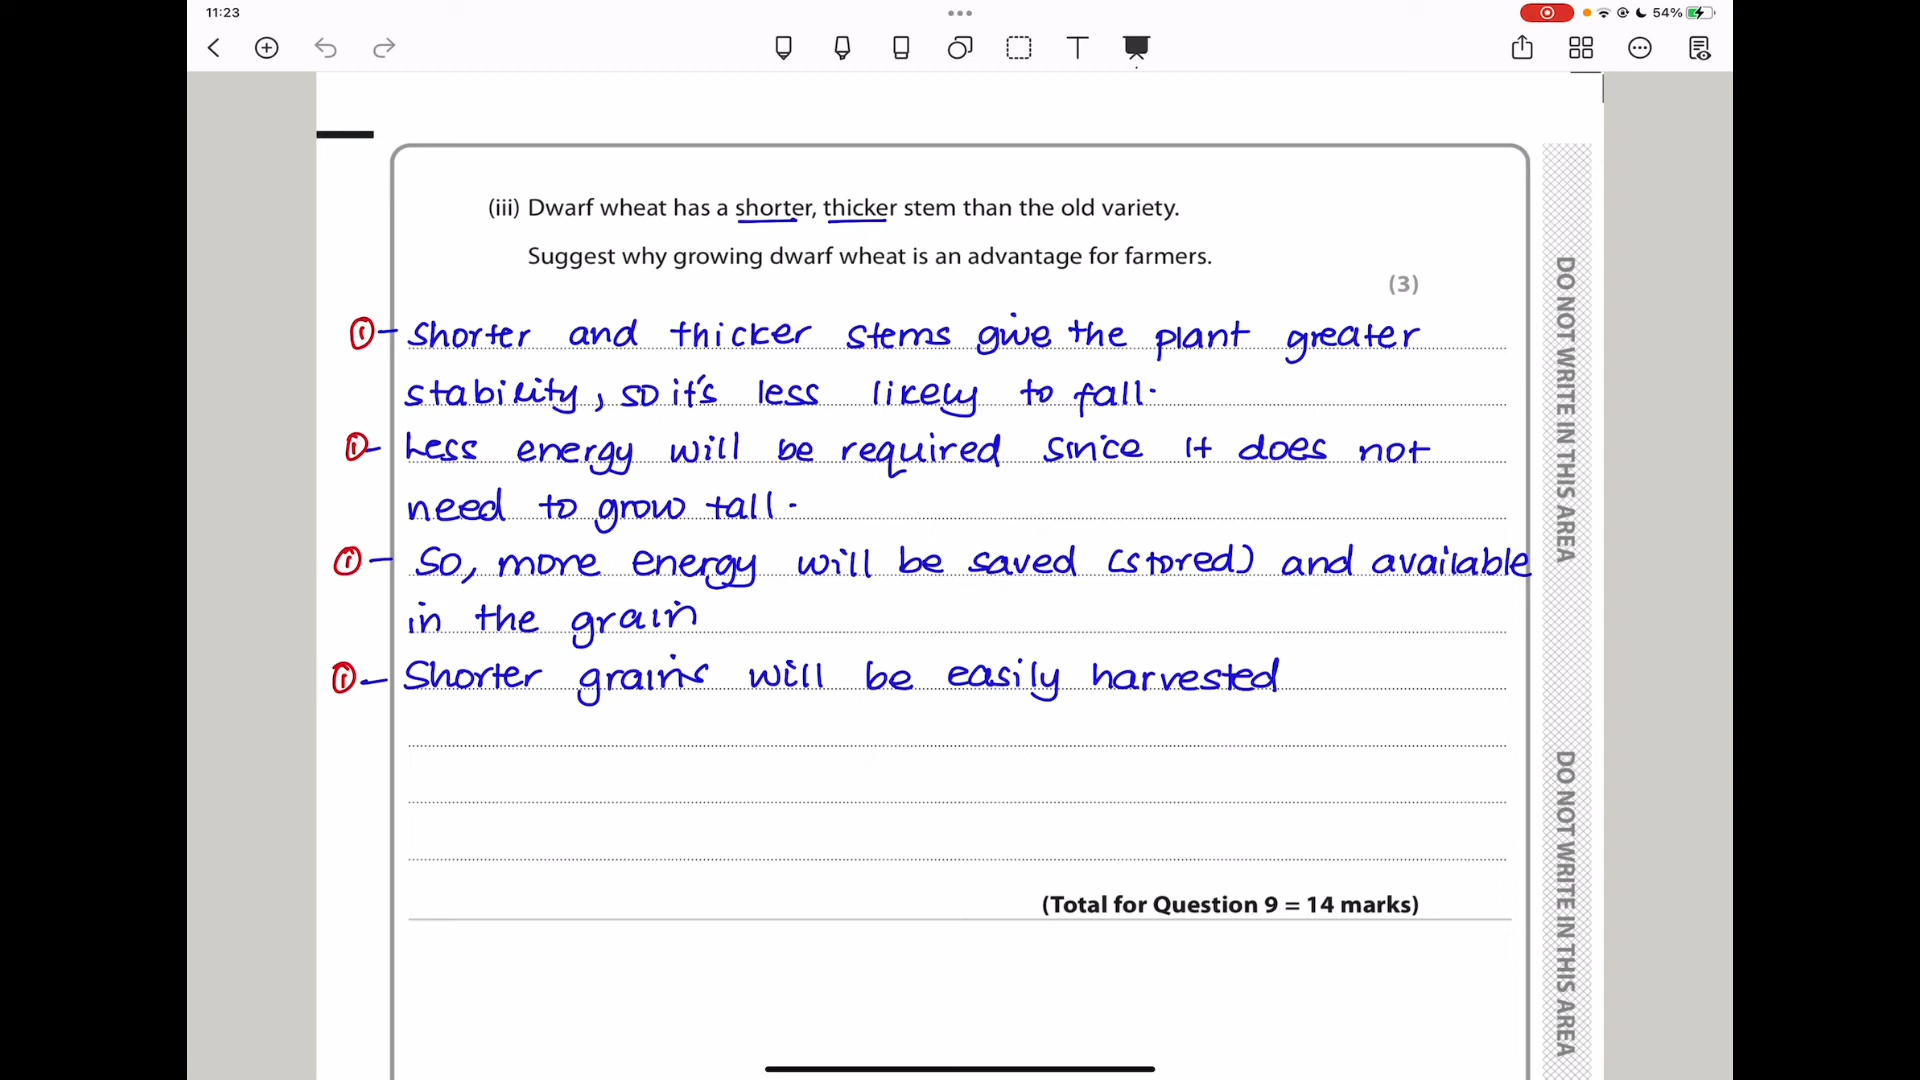 11:23
54%
(iii) Dwarf wheat has a shorter, thicker stem than the old variety.
Suggest why growing dwarf wheat is an advantage for farmers.
(3)
① - Shorter and thicker stems give the plant greater
stability, so it's less likely to fall.
① - Less energy will be required since it does not
need to grow tall.
① - So, more energy will be saved (stored) and available
in the grain
① - Shorter grains will be easily harvested
(Total for Question 9 = 14 marks)
DO NOT WRITE IN THIS AREA
DO NOT WRITE IN THIS AREA